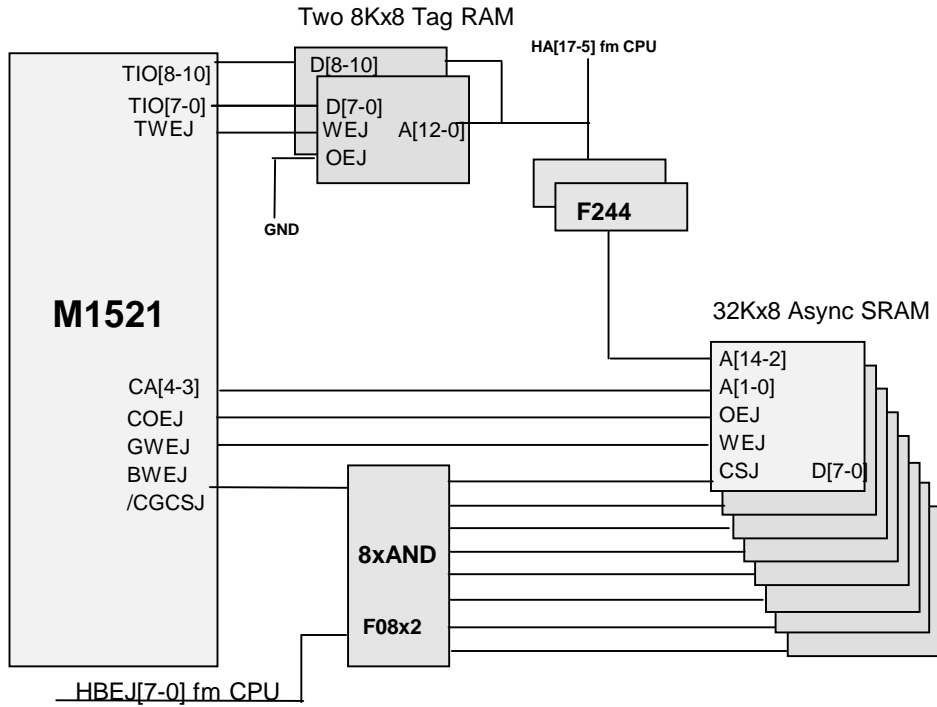 Two 8Kx8 Tag RAM
HA[17-5] fm CPU
TIO[8-10]
D[8-10]
TIO[7-0]
D[7-0]
TWEJ
WEJ
A[12-0]
OEJ
GND
F244
M1521
32Kx8 Async SRAM
A[14-2]
CA[4-3]
A[1-0]
COEJ
OEJ
GWEJ
WEJ
BWEJ
CSJ
D[7-0]
/CGCSJ
8xAND
F08x2
HBEJ[7-0] fm CPU